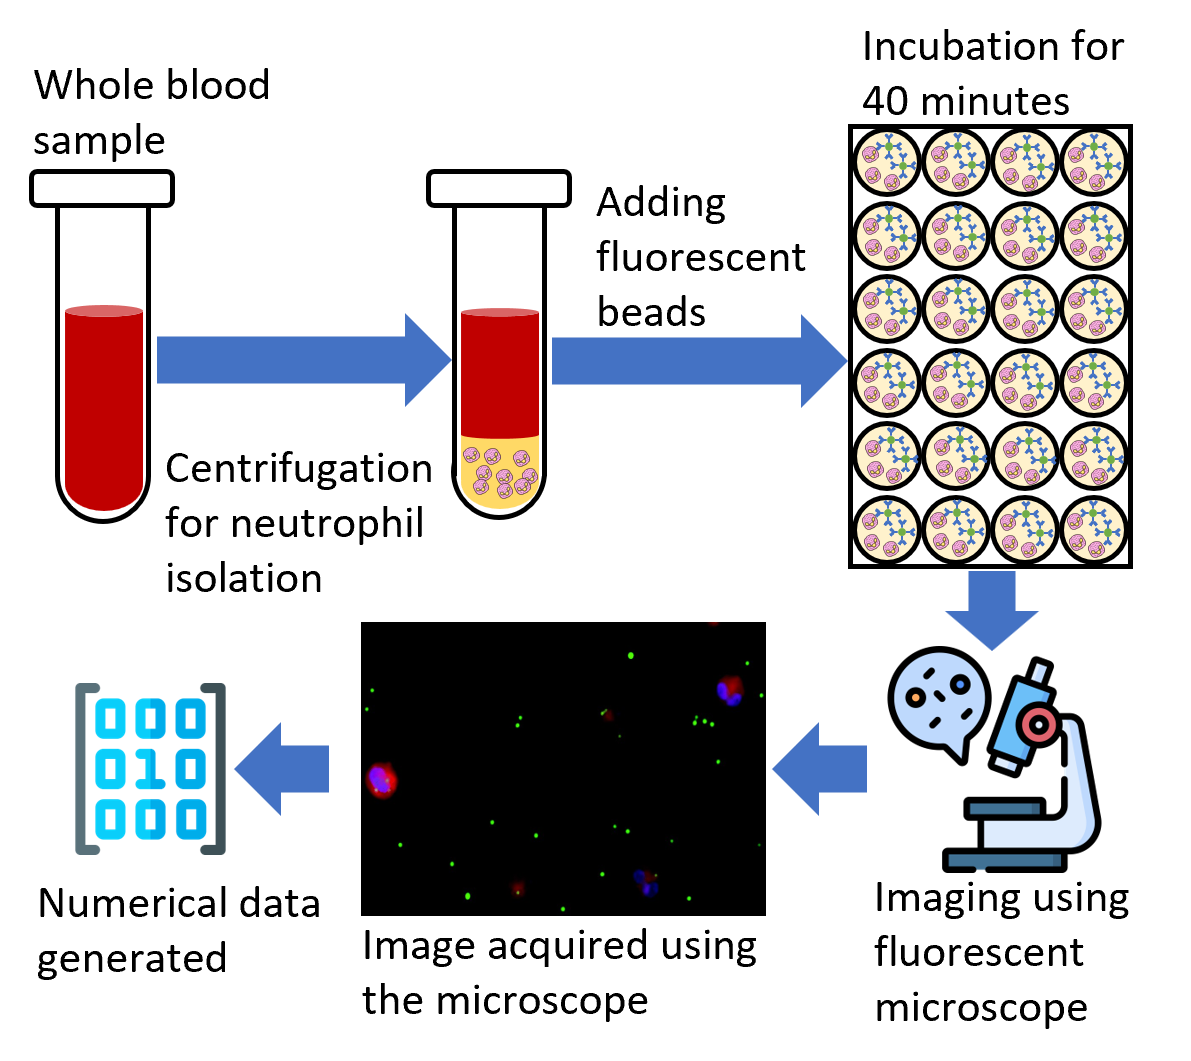 Whole blood
sample
Centrifugation
for neutrophil
isolation
Adding
fluorescent
beads
Incubation for
40 minutes
Imaging using
fluorescent
microscope
Image acquired using
the microscope
000
010
000
Numerical data
generated